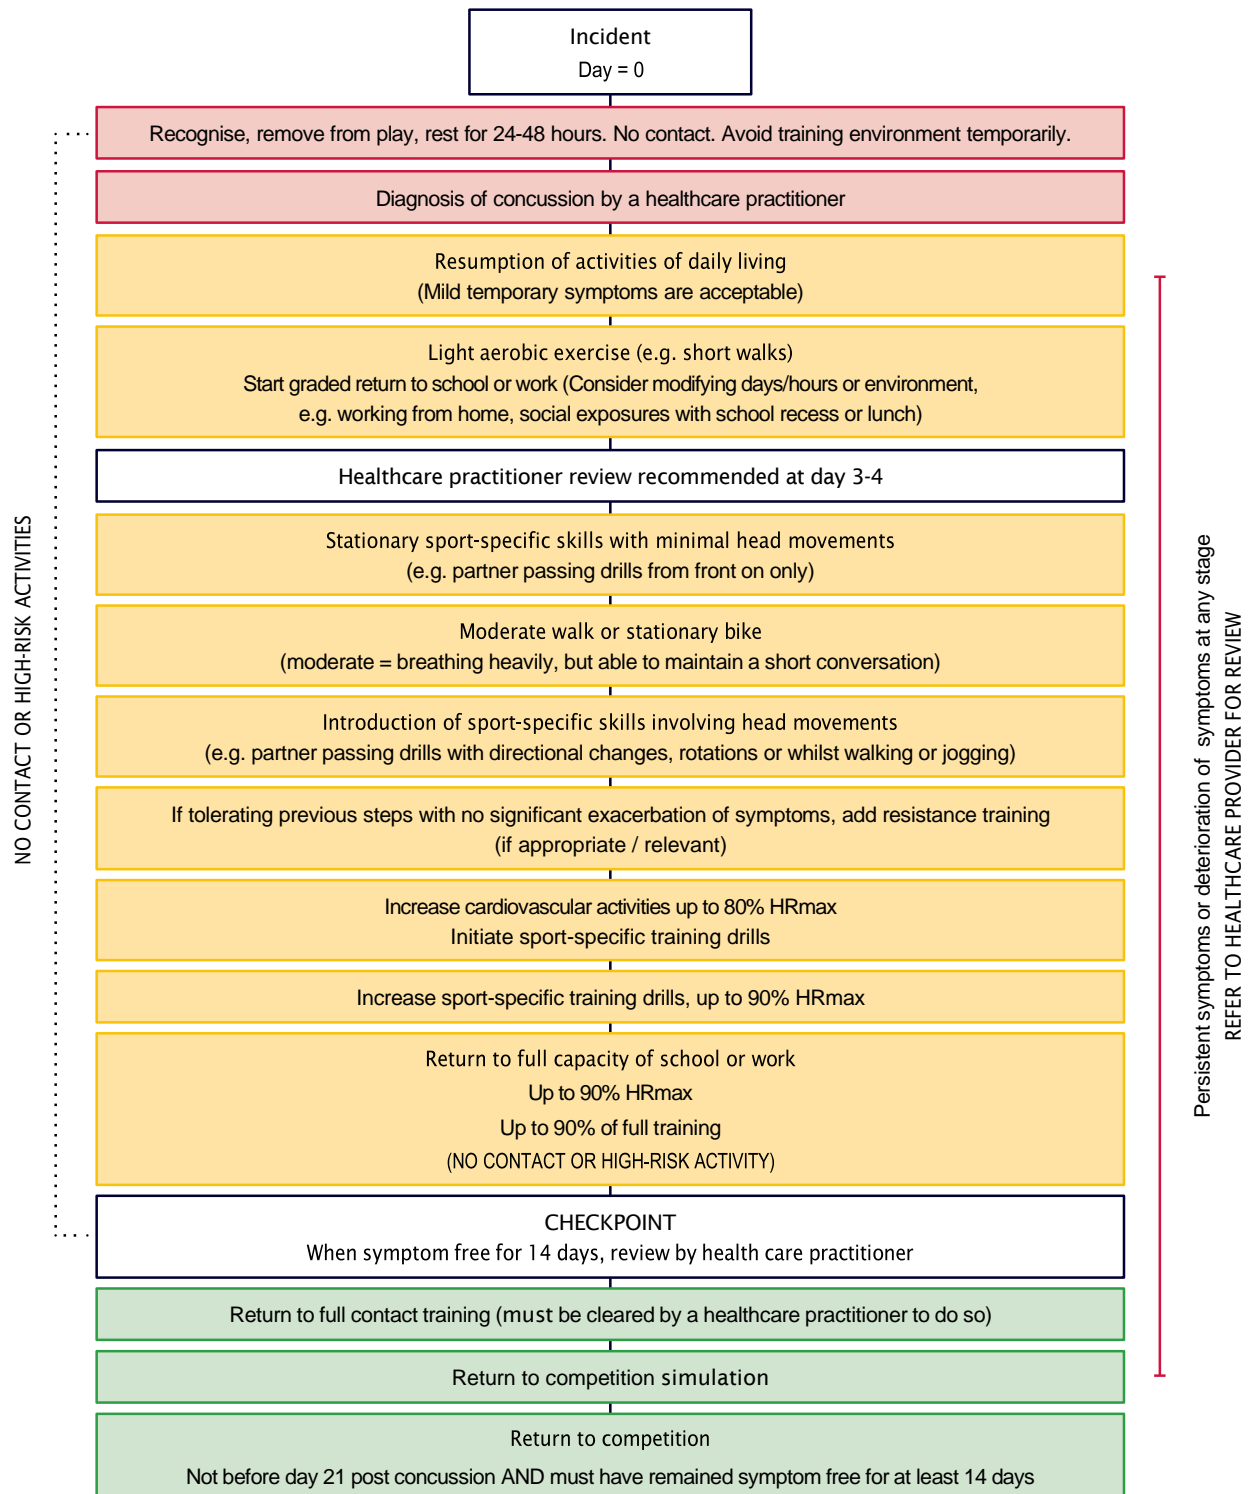 Incident
Day = 0
Recognise, remove from play, rest for 24-48 hours. No contact. Avoid training environment temporarily.
Diagnosis of concussion by a healthcare practitioner
Resumption of activities of daily living
(Mild temporary symptoms are acceptable)
Light aerobic exercise (e.g. short walks)
Start graded return to school or work (Consider modifying days/hours or environment,
e.g. working from home, social exposures with school recess or lunch)
Healthcare practitioner review recommended at day 3-4
Stationary sport-specific skills with minimal head movements
(e.g. partner passing drills from front on only)
Moderate walk or stationary bike
(moderate = breathing heavily, but able to maintain a short conversation)
Introduction of sport-specific skills involving head movements
(e.g. partner passing drills with directional changes, rotations or whilst walking or jogging)
If tolerating previous steps with no significant exacerbation of symptoms, add resistance training
(if appropriate / relevant)
Increase cardiovascular activities up to 80% HRmax
Initiate sport-specific training drills
Increase sport-specific training drills, up to 90% HRmax
Return to full capacity of school or work
Up to 90% HRmax
Up to 90% of full training
(NO CONTACT OR HIGH-RISK ACTIVITY)
CHECKPOINT
When symptom free for 14 days, review by health care practitioner
Return to full contact training (must be cleared by a healthcare practitioner to do so)
Return to competition simulation
Return to competition
Not before day 21 post concussion AND must have remained symptom free for at least 14 days
NO CONTACT OR HIGH-RISK ACTIVITIES
Persistent symptoms or deterioration of symptoms at any stage
REFER TO HEALTHCARE PROVIDER FOR REVIEW